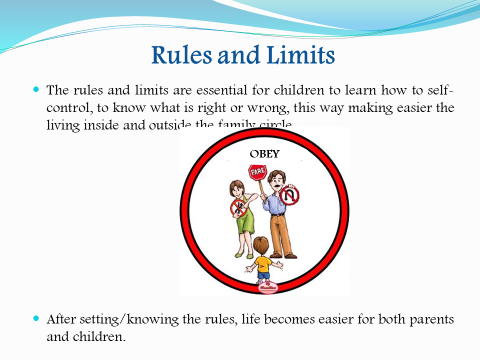 Rules and Limits
The rules and limits are essential for children to learn how to self-
control, to know what is right or wrong, this way making easier the
living inside and outside the family circle
OBEY
PARE
After setting/knowing the rules, life becomes easier for both parents
and children.